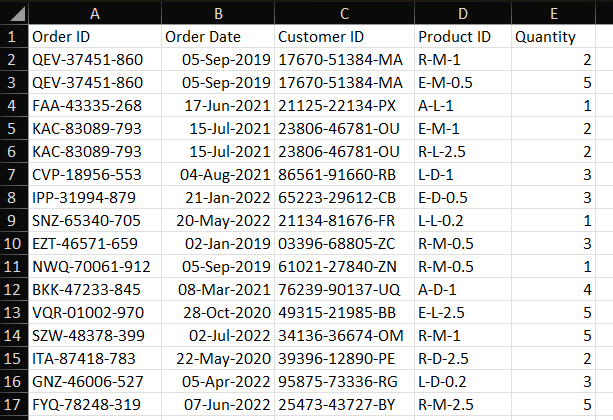 A B C D E
1 Order ID Order Date Customer ID Product ID Quantity
2 QEV-37451-860 05-Sep-2019 17670-51384-MA R-M-1 2
3 QEV-37451-860 05-Sep-2019 17670-51384-MA E-M-0.5 5
4 FAA-43335-268 17-Jun-2021 21125-22134-PX A-L-1 1
5 KAC-83089-793 15-Jul-2021 23806-46781-OU E-M-1 2
6 KAC-83089-793 15-Jul-2021 23806-46781-OU R-L-2.5 2
7 CVP-18956-553 04-Aug-2021 86561-91660-RB L-D-1 3
8 IPP-31994-879 21-Jan-2022 65223-29612-CB E-D-0.5 3
9 SNZ-65340-705 20-May-2022 21134-81676-FR L-L-0.2 1
10 EZT-46571-659 02-Jan-2019 03396-68805-ZC R-M-0.5 3
11 NWQ-70061-912 05-Sep-2019 61021-27840-ZN R-M-0.5 1
12 BKK-47233-845 08-Mar-2021 76239-90137-UQ A-D-1 4
13 VQR-01002-970 28-Oct-2020 49315-21985-BB E-L-2.5 5
14 SZW-48378-399 02-Jul-2022 34136-36674-OM R-M-1 5
15 ITA-87418-783 22-May-2020 39396-12890-PE R-D-2.5 2
16 GNZ-46006-527 05-Apr-2022 95875-73336-RG L-D-0.2 3
17 FYQ-78248-319 07-Jun-2022 25473-43727-BY R-M-2.5 5